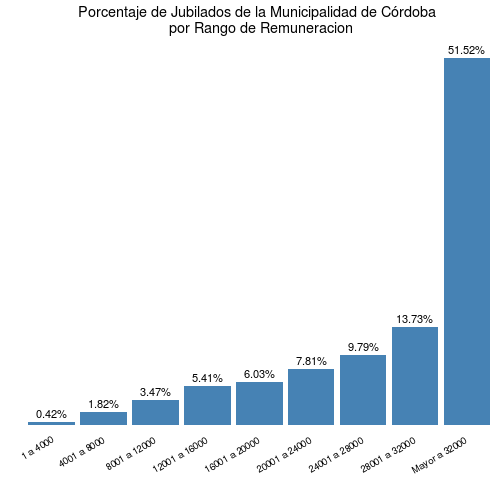 Porcentaje de Jubilados de la Municipalidad de Córdoba
por Rango de Remuneracion
51.52%
13.73%
9.79%
7.81%
6.03%
5.41%
3.47%
1.82%
0.42%
1 a 4000
4001 a 8000
8001 a 12000
12001 a 16000
16001 a 20000
20001 a 24000
24001 a 28000
28001 a 32000
Mayor a 32000